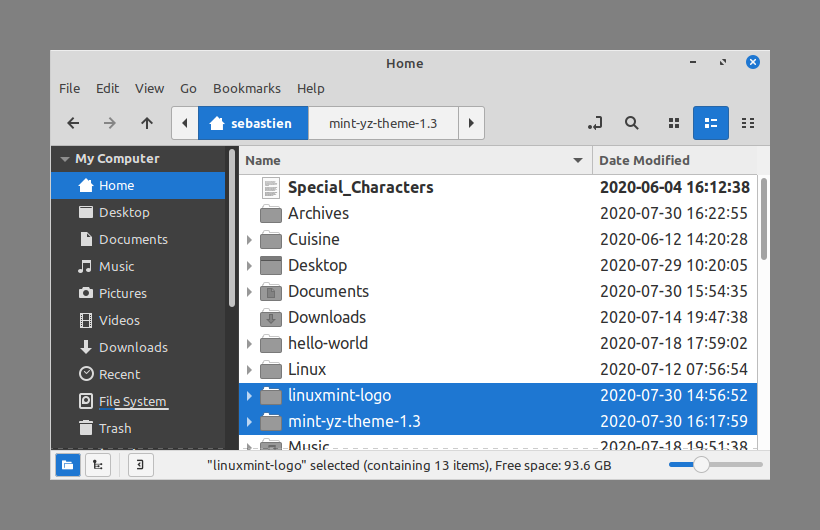 Home
File Edit View Go Bookmarks Help
sebastien mint-yz-theme-1.3
My Computer
Home
Desktop
Documents
Music
Pictures
Videos
Downloads
Recent
File System
Trash
Name Date Modified
Special_Characters 2020-06-04 16:12:38
Archives 2020-07-30 16:22:55
Cuisine 2020-06-12 14:20:28
Desktop 2020-07-29 10:20:05
Documents 2020-07-30 15:54:35
Downloads 2020-07-14 19:47:38
hello-world 2020-07-18 17:59:02
Linux 2020-07-12 07:56:54
linuxmint-logo 2020-07-30 14:56:52
mint-yz-theme-1.3 2020-07-30 16:17:59
Music 2020-07-18 19:51:38
"linuxmint-logo" selected (containing 13 items), Free space: 93.6 GB